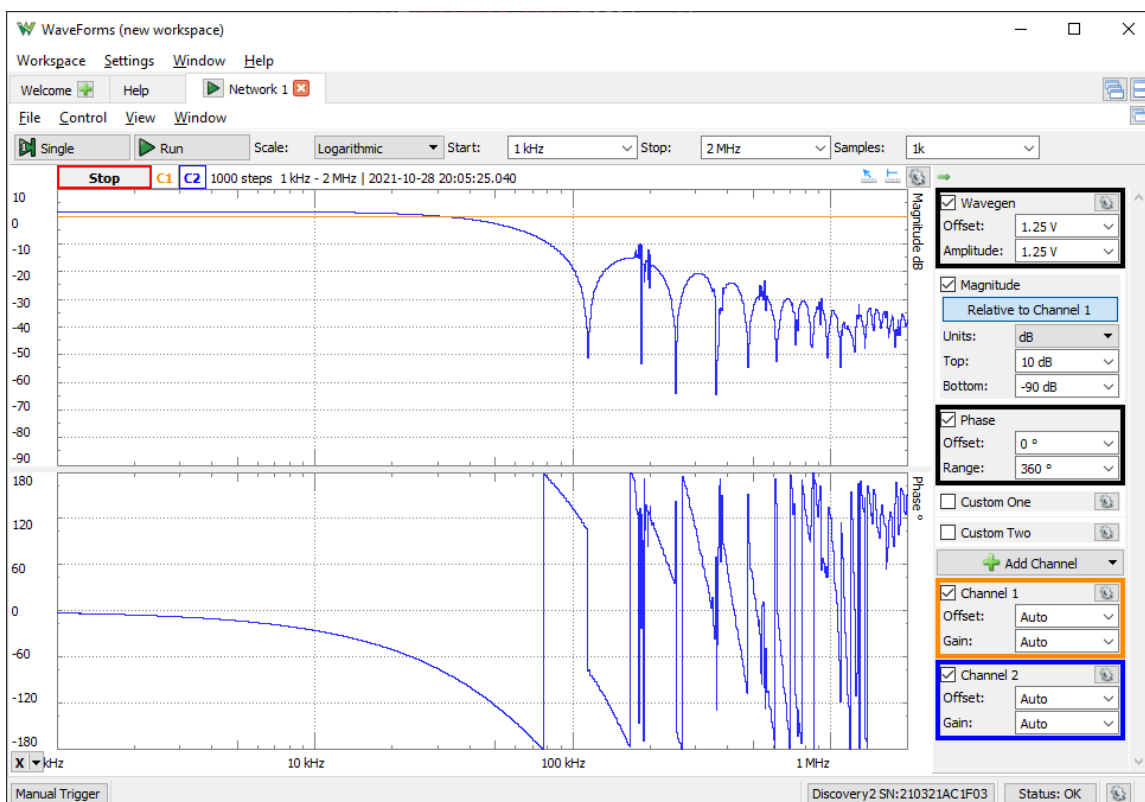 WaveForms (new workspace)
Workspace Settings Window Help
Welcome Help Network 1
File Control View Window
Single Run Scale: Logarithmic Start: 1 kHz Stop: 2 MHz Samples: 1k
Stop C1 C2 1000 steps 1 kHz - 2 MHz | 2021-10-28 20:05:25.040
10
0
-10
-20
-30
-40
-50
-60
-70
-80
-90
Magnitude dB
180
120
60
0
-60
-120
-180
Phase °
X kHz 10 kHz 100 kHz 1 MHz
Wavegen
Offset: 1.25 V
Amplitude: 1.25 V
Magnitude
Relative to Channel 1
Units: dB
Top: 10 dB
Bottom: -90 dB
Phase
Offset: 0 °
Range: 360 °
Custom One
Custom Two
Add Channel
Channel 1
Offset: Auto
Gain: Auto
Channel 2
Offset: Auto
Gain: Auto
Manual Trigger Discovery2 SN:210321AC1F03 Status: OK